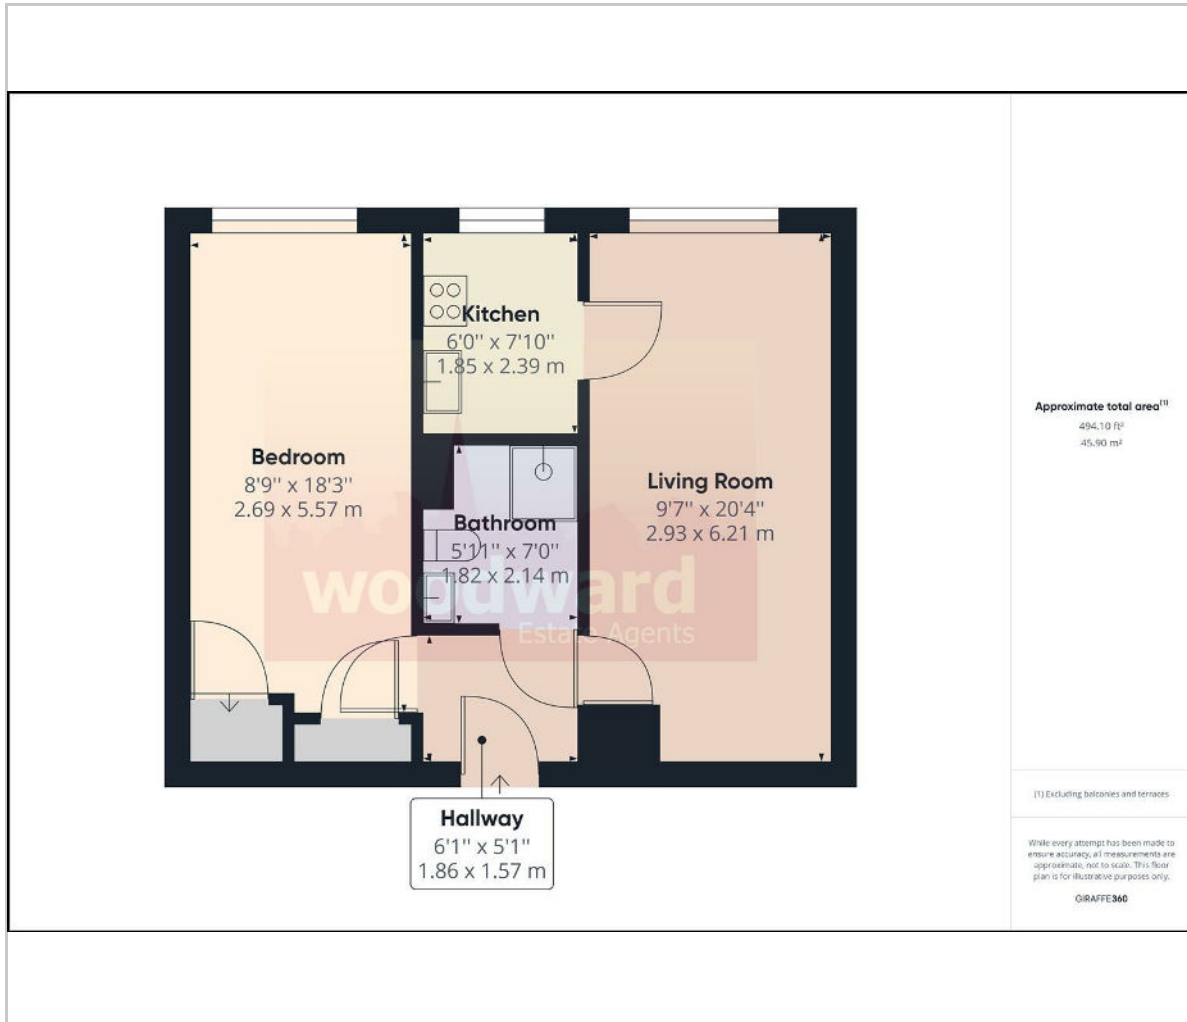 Kitchen
6'0'' x 7'10''
1.85 x 2.39 m
Bedroom
8'9'' x 18'3''
2.69 x 5.57 m
Living Room
9'7'' x 20'4''
2.93 x 6.21 m
Bathroom
5'11'' x 7'0''
1.82 x 2.14 m
woodward
Estate Agents
Hallway
6'1'' x 5'1''
1.86 x 1.57 m
Approximate total area(1)
494.10 ft²
45.90 m²
(1) Excluding balconies and terraces
While every attempt has been made to
ensure accuracy, all measurements are
approximate, not to scale. This floor
plan is for illustrative purposes only.
GIRAFFE360